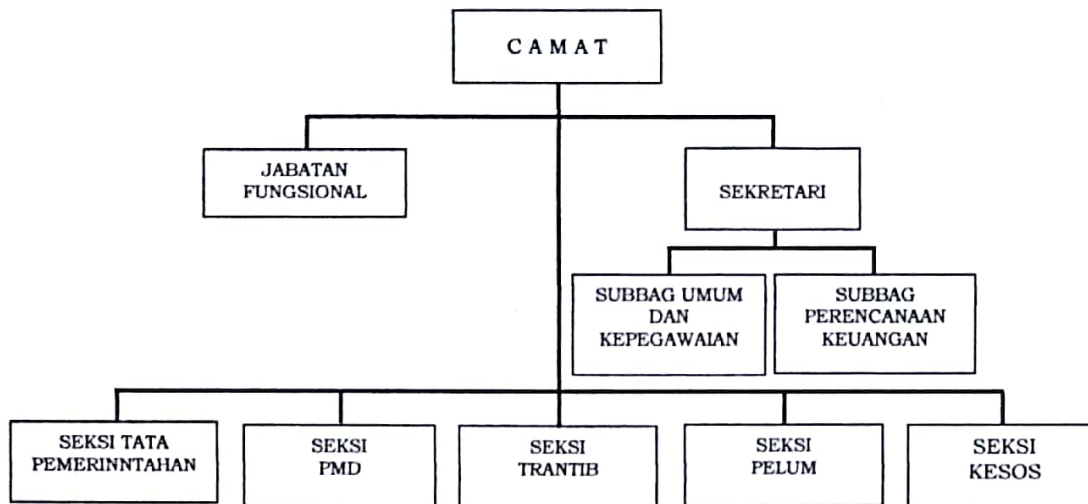 C A M A T
JABATAN
FUNGSIONAL
SEKRETARI
SUBBAG UMUM
DAN
KEPEGAWAIAN
SUBBAG
PERENCANAAN
KEUANGAN
SEKSI TATA
PEMERINNTAHAN
SEKSI
PMD
SEKSI
TRANTIB
SEKSI
PELUM
SEKSI
KESOS